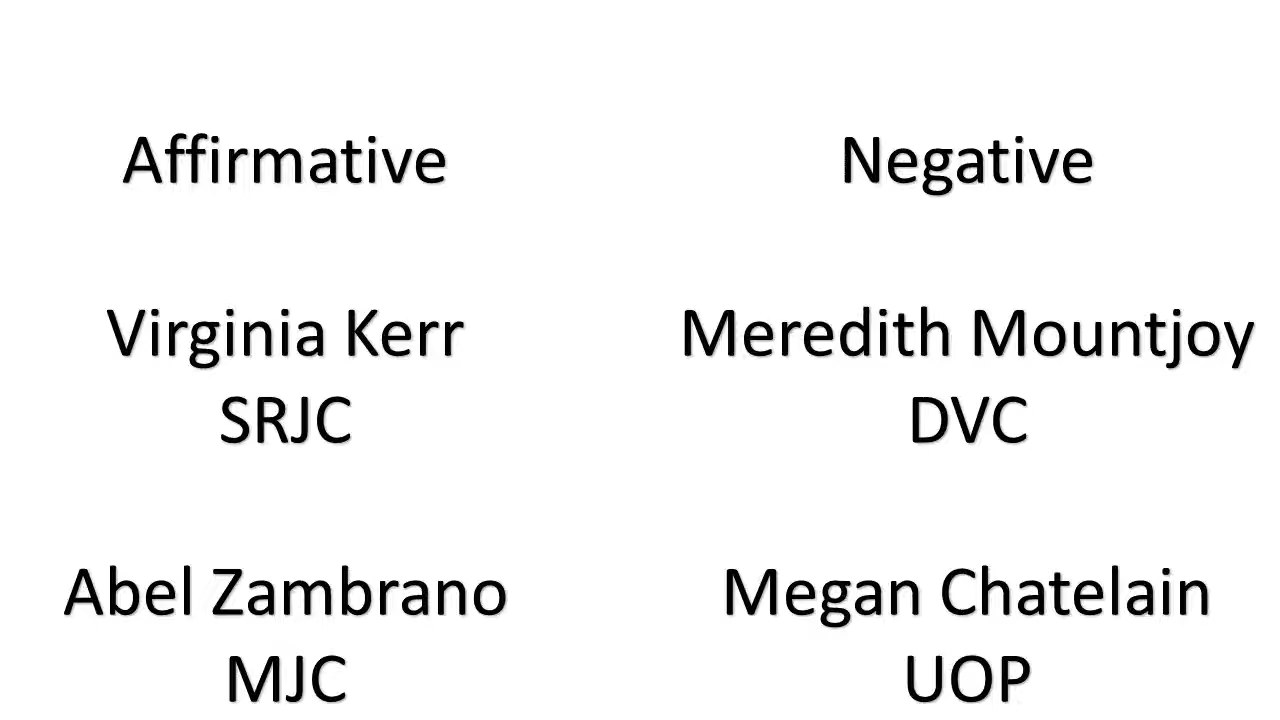 Affirmative
Virginia Kerr
SRJC
Abel Zambrano
MJC
Negative
Meredith Mountjoy
DVC
Megan Chatelain
UOP